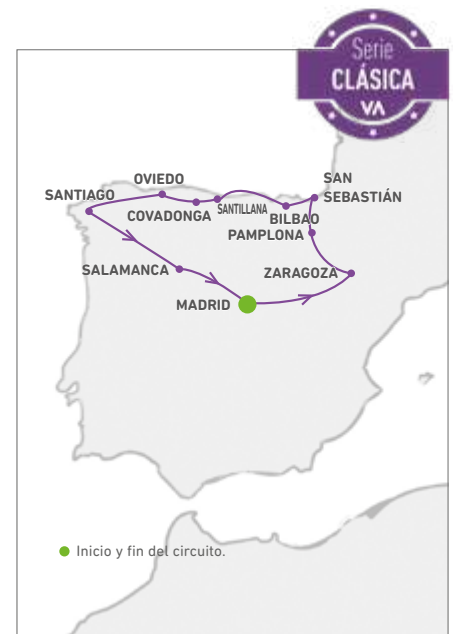 Serie
CLÁSICA
VA
SAN
SEBASTIÁN
OVIEDO
SANTIAGO
COVADONGA
SANTILLANA
BILBAO
PAMPLONA
SALAMANCA
ZARAGOZA
MADRID
Inicio y fin del circuito.